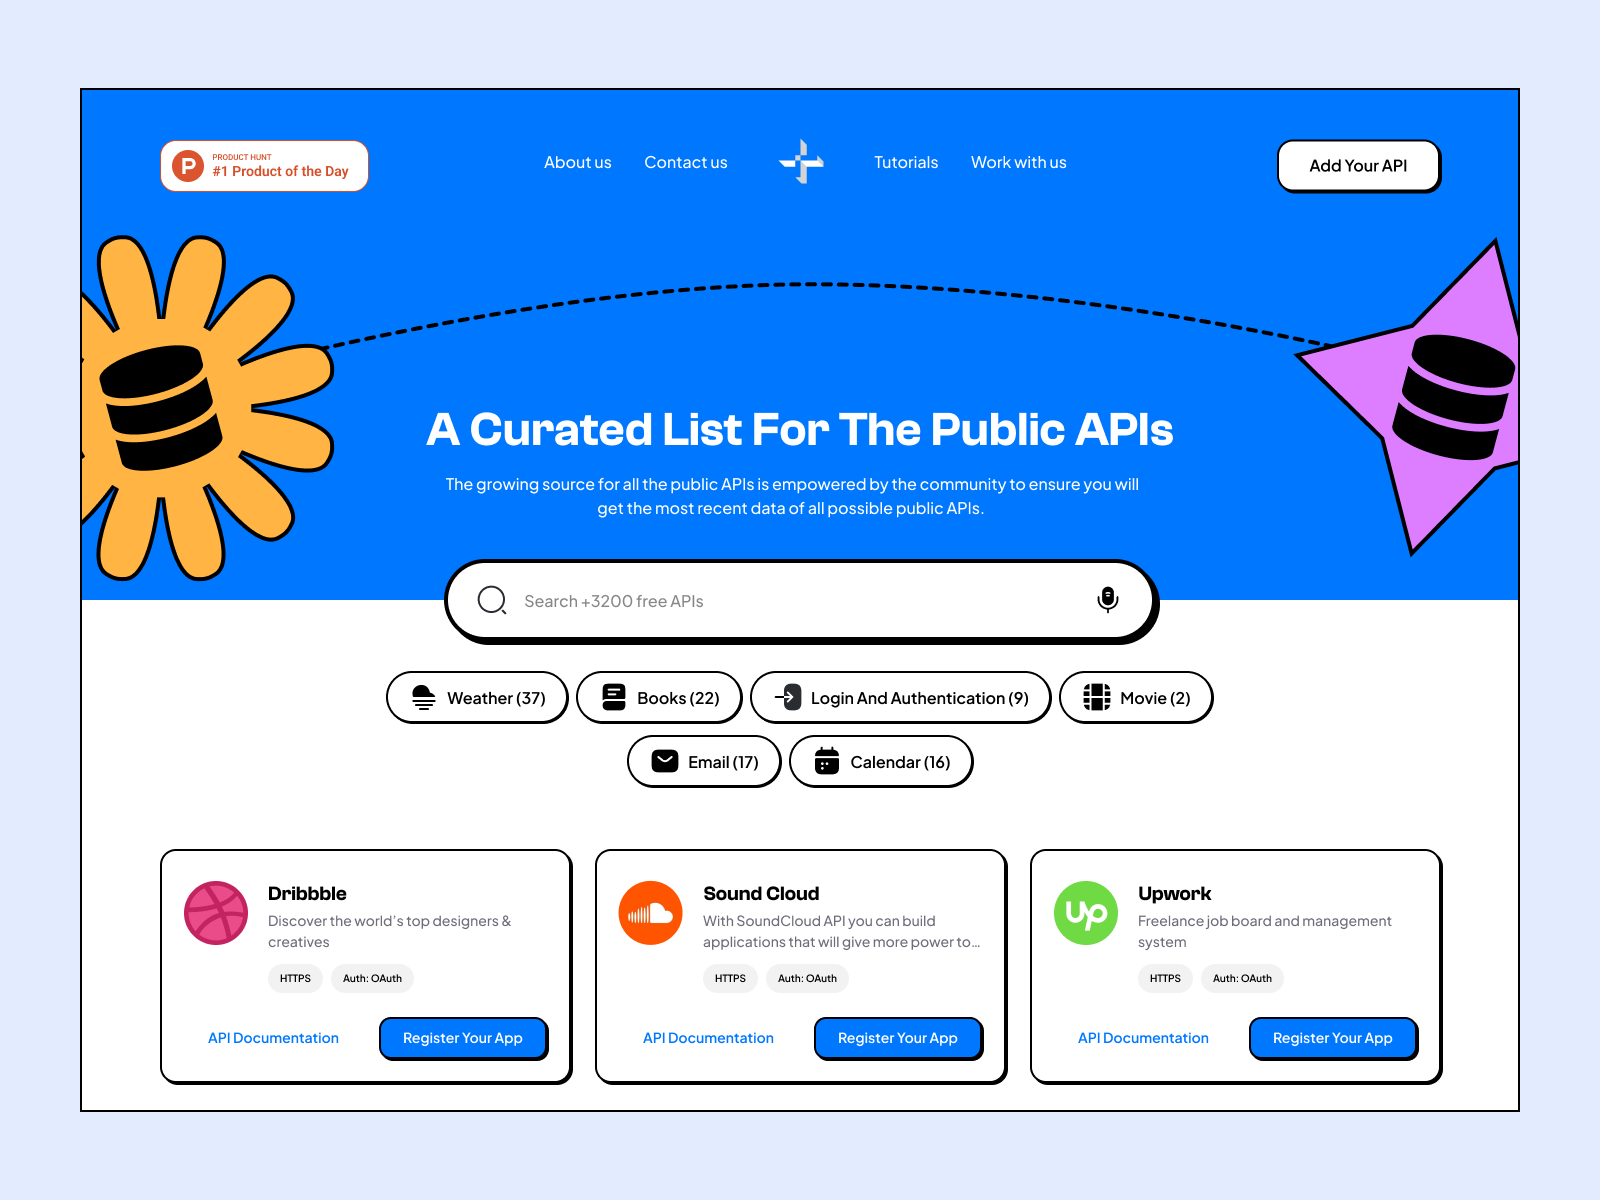 P
PRODUCT HUNT
#1 Product of the Day
About us
Contact us
Tutorials
Work with us
Add Your API
A Curated List For The Public APIs
The growing source for all the public APIs is empowered by the community to ensure you will
get the most recent data of all possible public APIs.
Search +3200 free APIs
Weather (37)
Books (22)
Login And Authentication (9)
Movie (2)
Email (17)
Calendar (16)
Dribbble
Discover the world's top designers &
creatives
HTTPS
Auth: OAuth
API Documentation
Register Your App
Sound Cloud
With SoundCloud API you can build
applications that will give more power to...
HTTPS
Auth: OAuth
API Documentation
Register Your App
up
Upwork
Freelance job board and management
system
HTTPS
Auth: OAuth
API Documentation
Register Your App